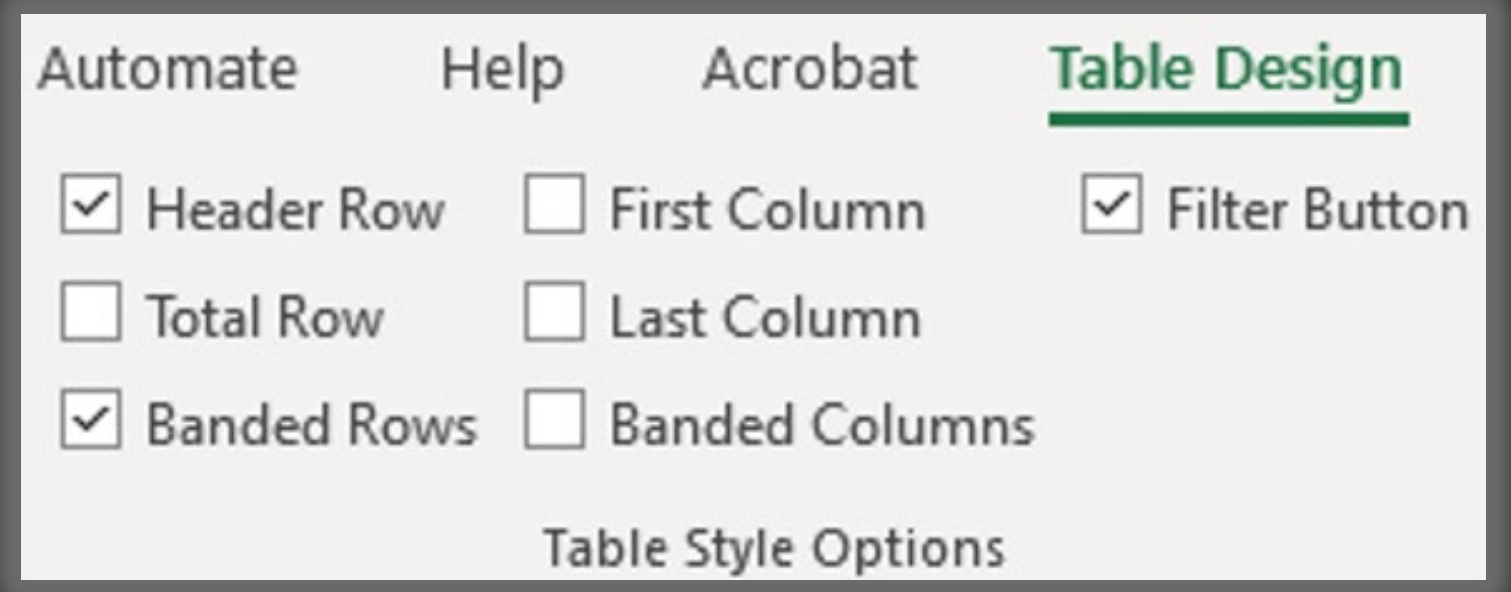 Automate Help Acrobat Table Design
Header Row First Column Filter Button
Total Row Last Column
Banded Rows Banded Columns
Table Style Options